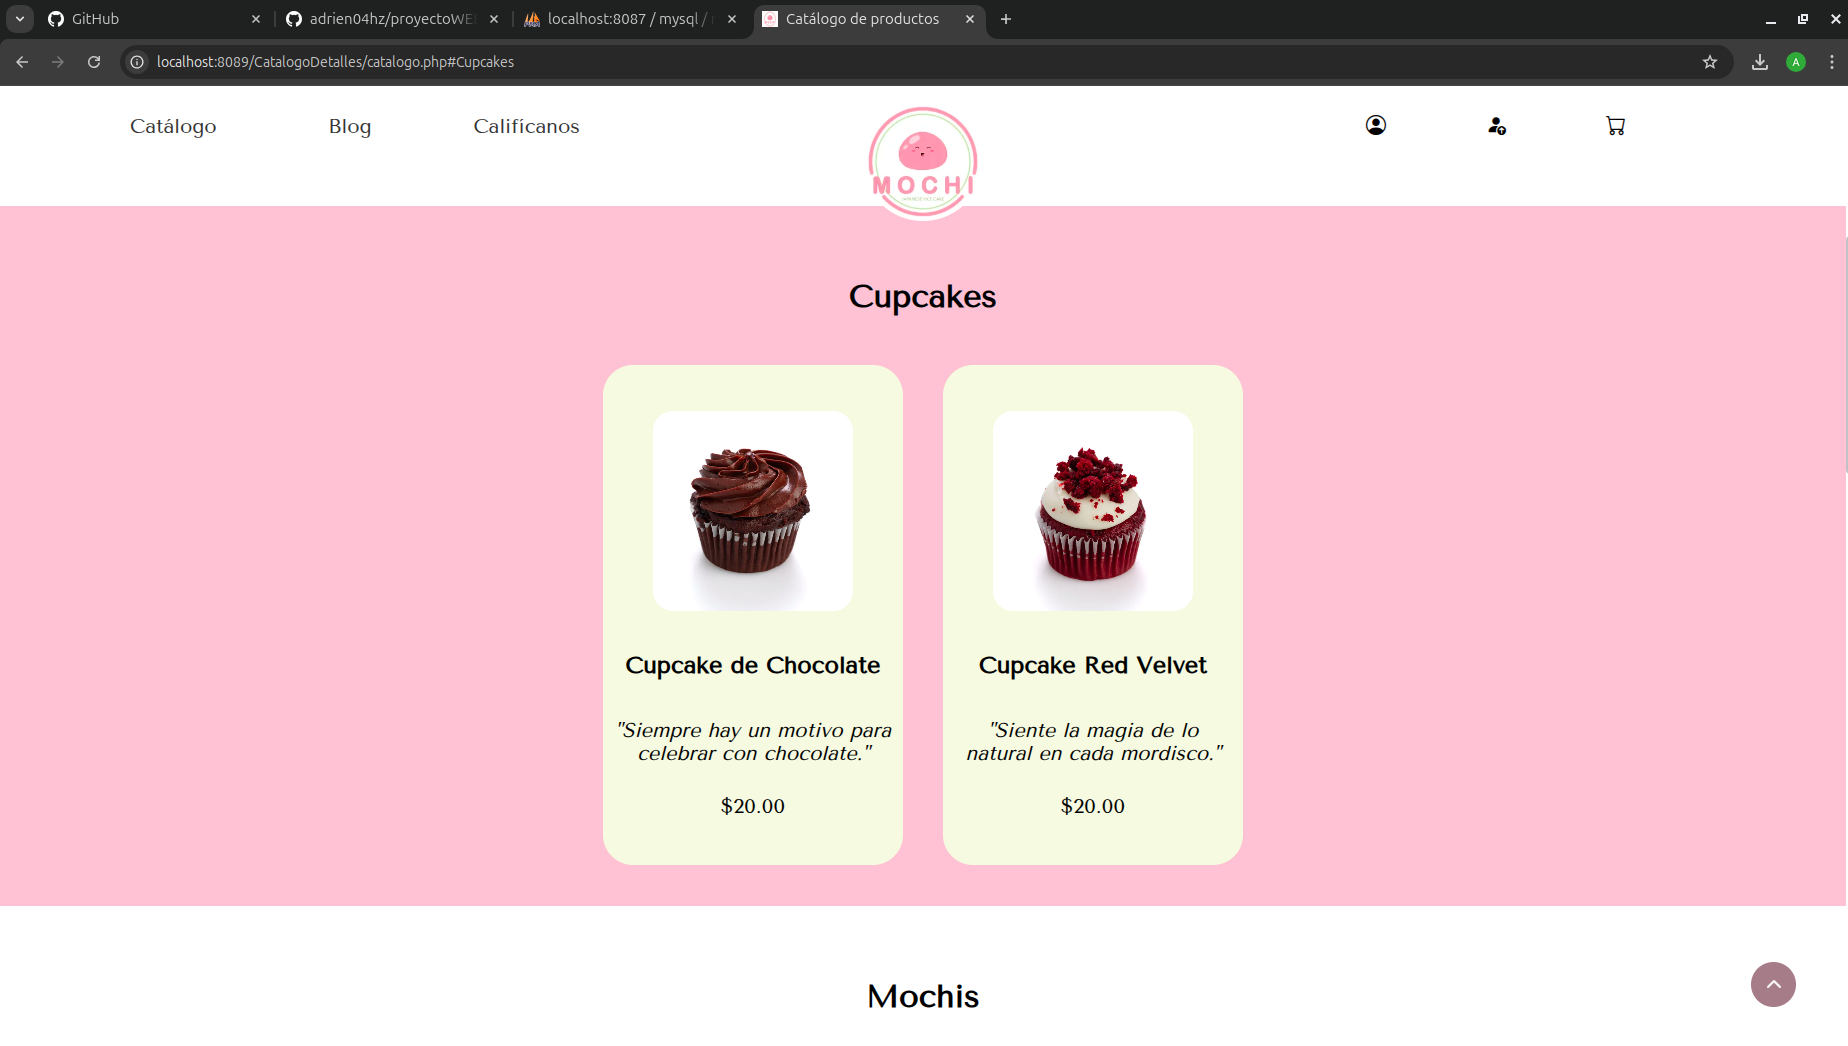 GitHub
adrien04hz/proyectoWE
localhost:8087 / mysql /
Catálogo de productos
localhost:8089/CatalogoDetalles/catalogo.php#Cupcakes
A
Catálogo
Blog
Califícanos
MOCHI
Cupcakes
Cupcake de Chocolate
"Siempre hay un motivo para
celebrar con chocolate."
$20.00
Cupcake Red Velvet
"Siente la magia de lo
natural en cada mordisco."
$20.00
Mochis